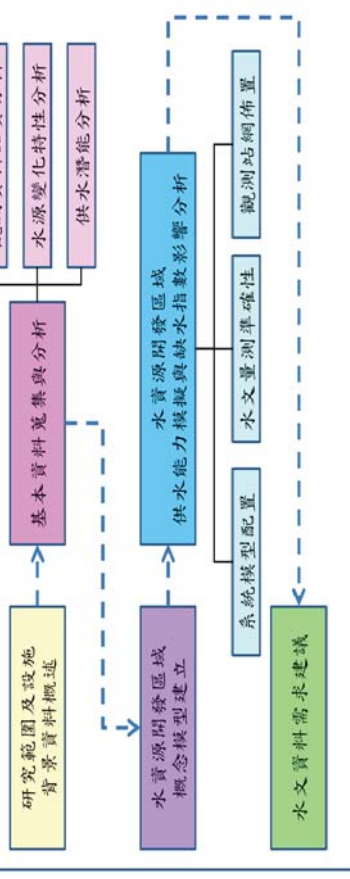 研究範圍及設施
背景資料概述
基本資料蒐集與分析
水源變化特性分析
供水潛能分析
水資源開發區域
概念模型建立
水資源開發區域
供水能力模擬與缺水指數影響分析
系統模型配置
水文量測準確性
觀測站網佈置
水文資料需求建議